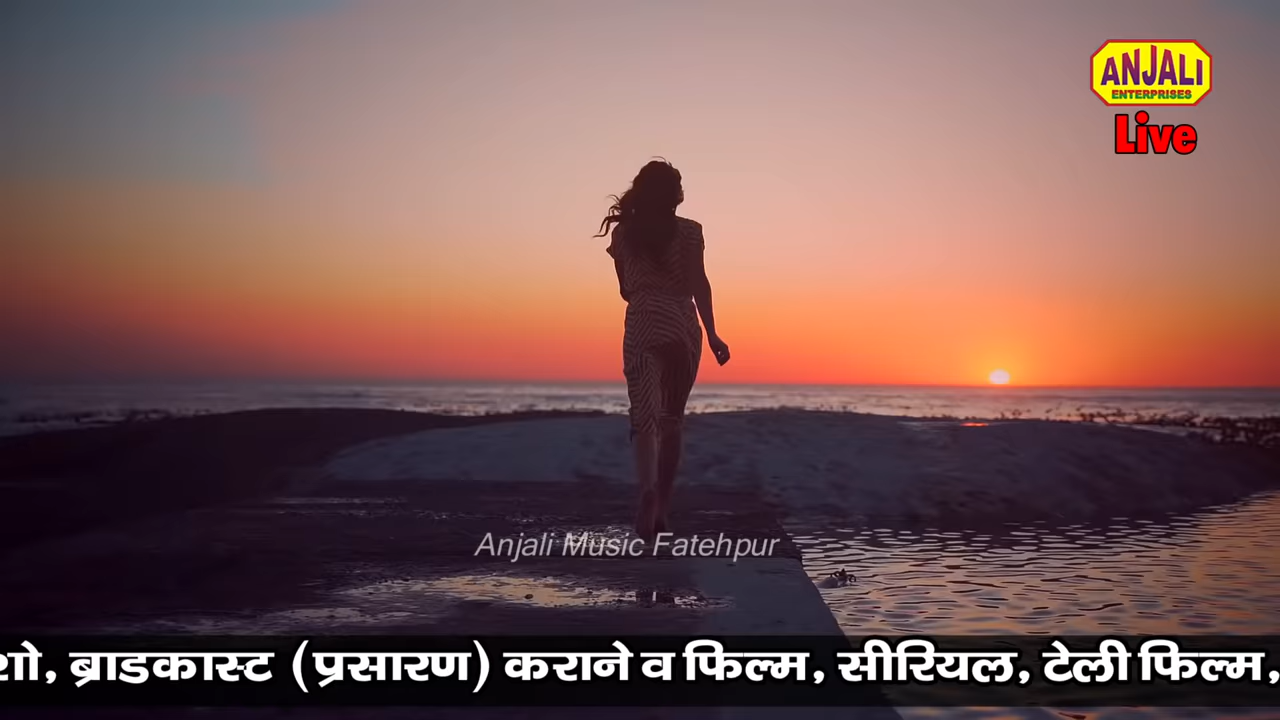 ANJALI
ENTERPRISES
Live
Anjali Music Fatehpur
शो, ब्राडकास्ट (प्रसारण) कराने व फिल्म, सीरियल, टेली फिल्म,